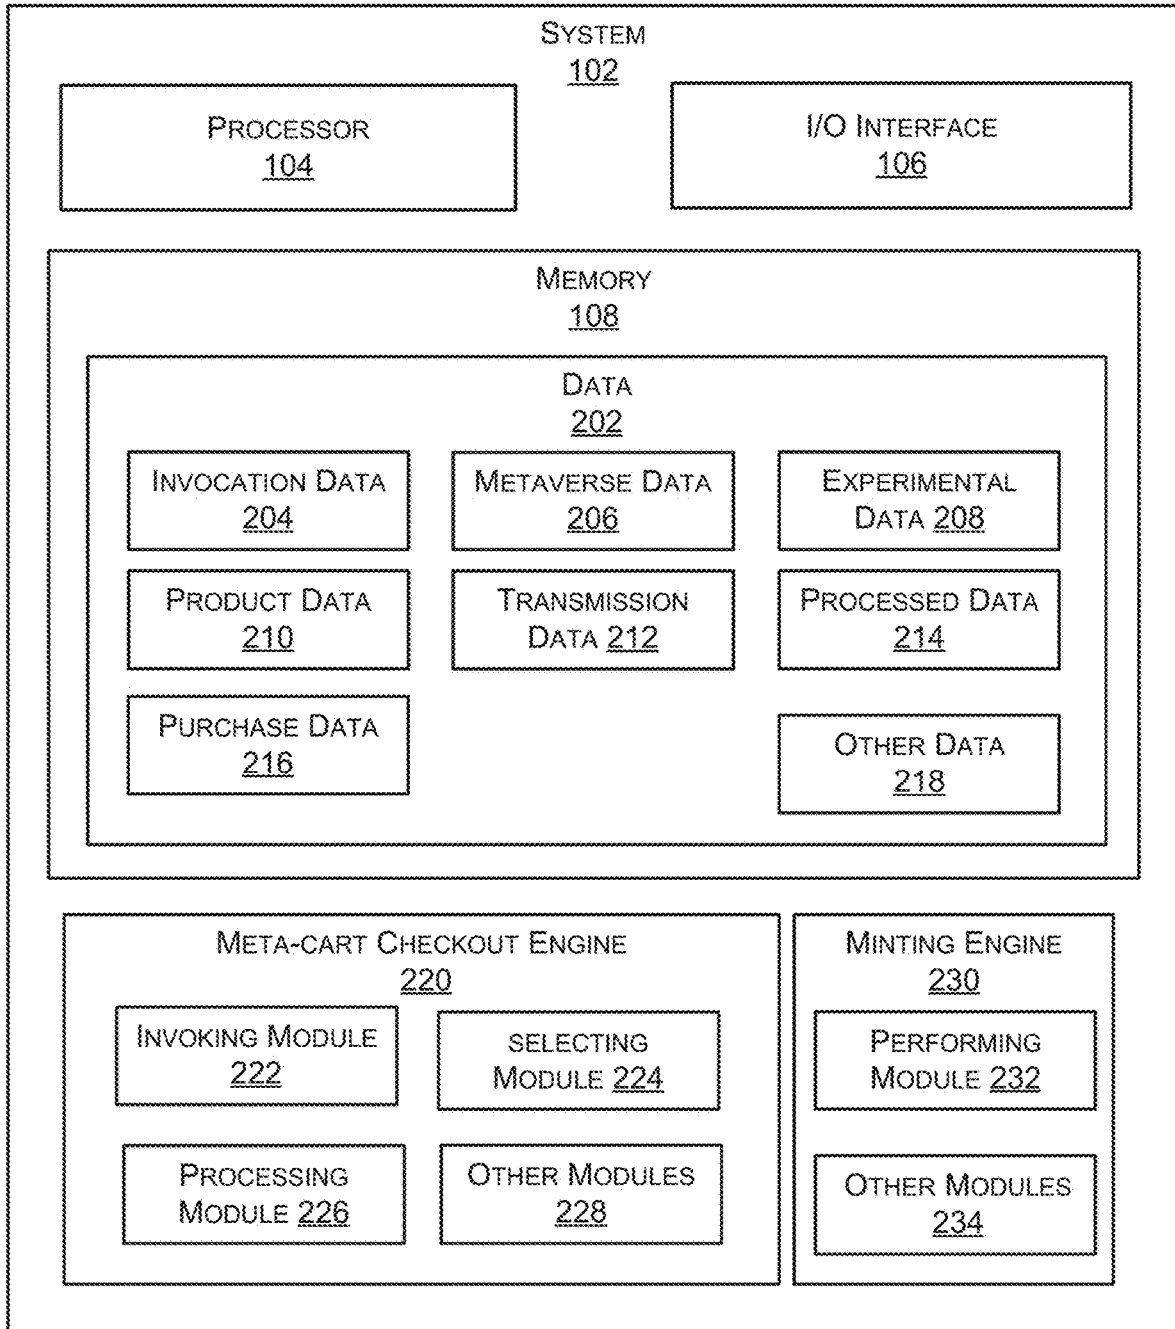 SYSTEM
102
PROCESSOR
104
I/O INTERFACE
106
MEMORY
108
DATA
202
INVOCATION DATA
204
METAVERSE DATA
206
EXPERIMENTAL
DATA 208
PRODUCT DATA
210
TRANSMISSION
DATA 212
PROCESSED DATA
214
PURCHASE DATA
216
OTHER DATA
218
META-CART CHECKOUT ENGINE
220
INVOKING MODULE
222
SELECTING
MODULE 224
PROCESSING
MODULE 226
OTHER MODULES
228
MINTING ENGINE
230
PERFORMING
MODULE 232
OTHER MODULES
234